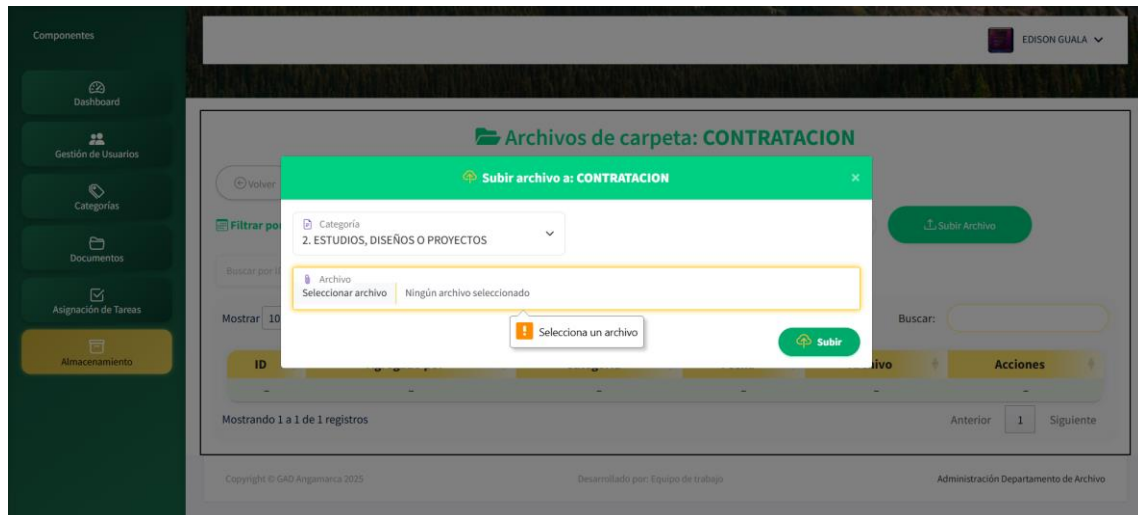 Componentes
EDISON GUALA
Dashboard
Gestión de Usuarios
Categorías
Documentos
Asignación de Tareas
Almacenamiento
Archivos de carpeta: CONTRATACION
Volver
Subir archivo a: CONTRATACION
×
Filtrar por
Categoría
2. ESTUDIOS, DISEÑOS O PROYECTOS
Subir Archivo
Buscar por
Archivo
Seleccionar archivo Ningún archivo seleccionado
Selecciona un archivo
Subir
Mostrar 10
Buscar:
ID
Acciones
– – – – – –
Mostrando 1 a 1 de 1 registros
Anterior 1 Siguiente
Copyright © GAD Angamarca 2025
Desarrollado por: Equipo de trabajo
Administración Departamento de Archivo